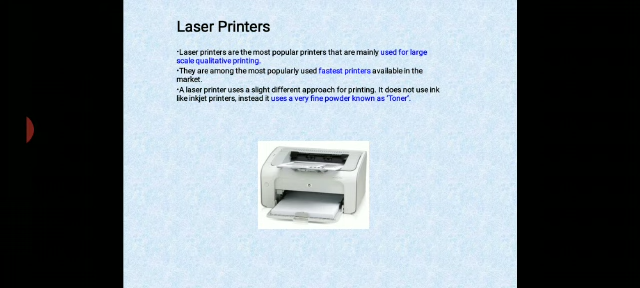 Laser Printers
•Laser printers are the most popular printers that are mainly used for large
scale qualitative printing.
•They are among the most popularly used fastest printers available in the
market.
•A laser printer uses a slight different approach for printing. It does not use ink
like inkjet printers, instead it uses a very fine powder known as 'Toner'.